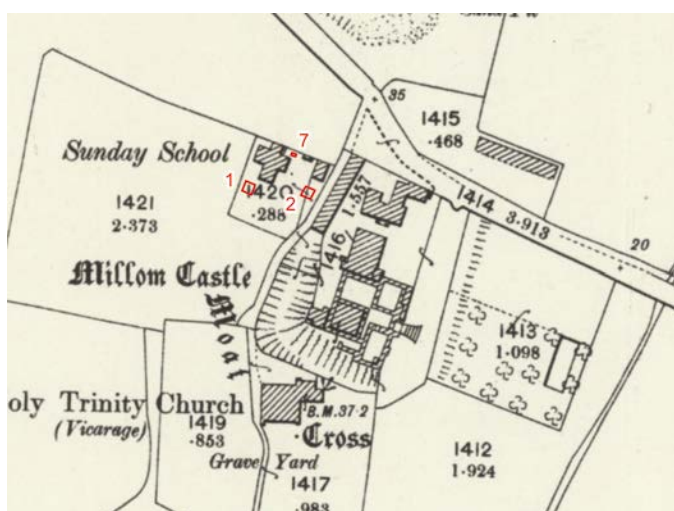 35
1415
·468
7
Sunday School
1
1420
2
·288
1421
2·373
1·557
1416
1414
3·913
20
Millom Castle
Moat
1413
1·098
oly Trinity Church
(Vicarage)
1419
·853
B.M.37·2
Cross
Grave Yard
1417
·983
1412
1·924